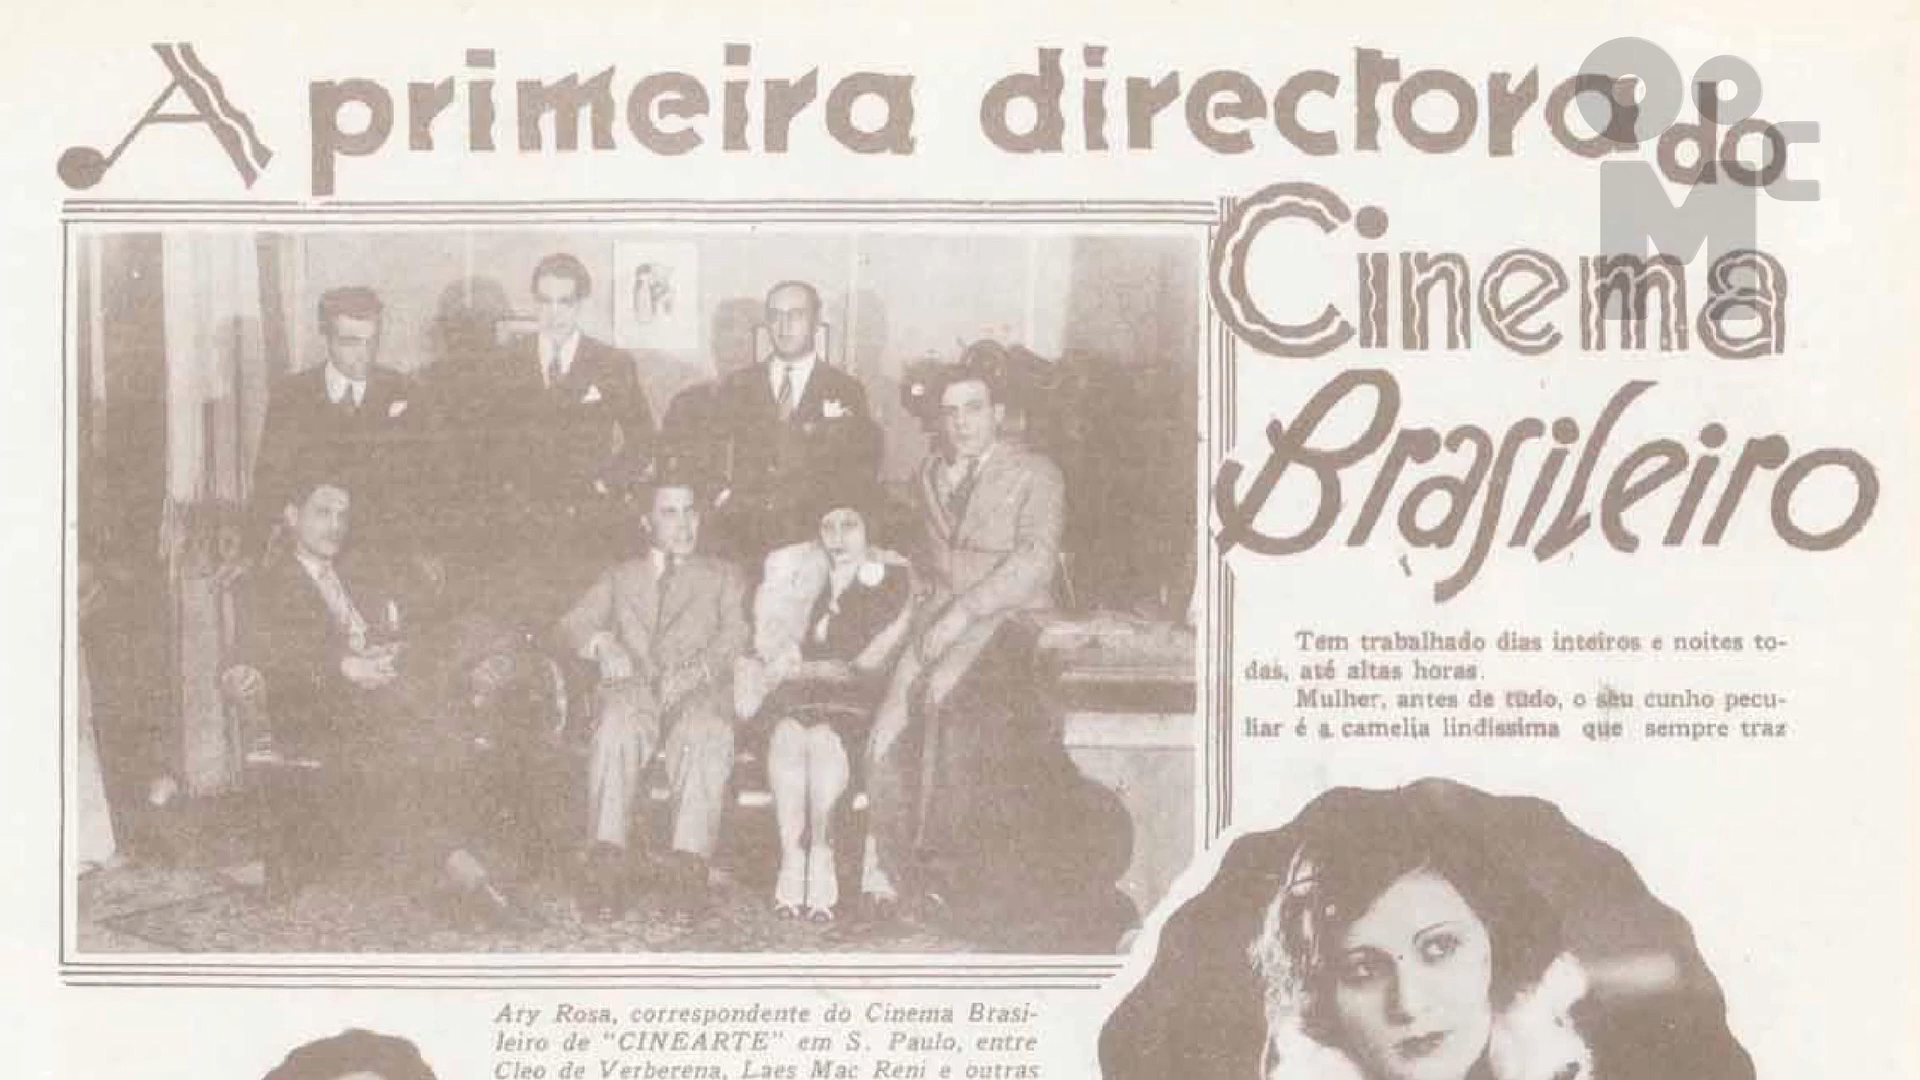 A primeira directora do
Cinema
Brasileiro
Tem trabalhado dias inteiros e noites to-
das, até altas horas.
Mulher, antes de tudo, o seu cunho pecu-
liar é a camelia lindissima que sempre traz
Ary Rosa, correspondente do Cinema Brasi-
leiro de "CINEARTE" em S. Paulo, entre
Cleo de Verberena, Laes Mac Reni e outras